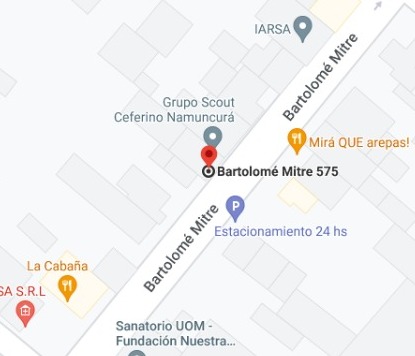 IARSA
Bartolomé Mitre
Grupo Scout
Ceferino Namuncurá
Mirá QUE arepas!
Bartolomé Mitre 575
P
Bartolomé Mitre
Estacionamiento 24 hs
La Cabaña
SA S.R.L
Sanatorio UOM -
Fundación Nuestra...